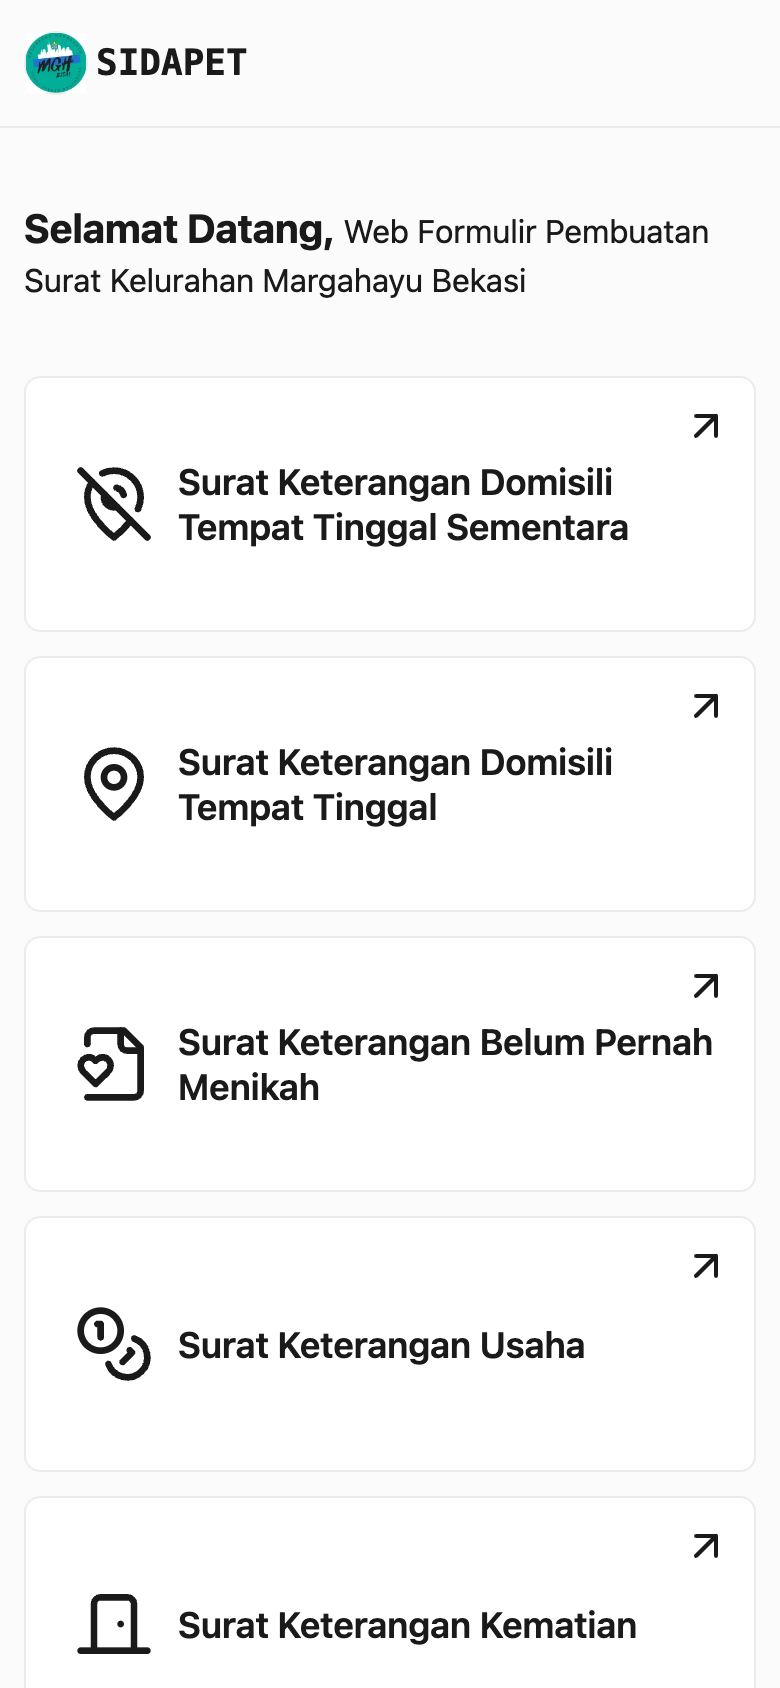 MGH
SIDAPET
Selamat Datang, Web Formulir Pembuatan
Surat Kelurahan Margahayu Bekasi
Surat Keterangan Domisili
Tempat Tinggal Sementara
Surat Keterangan Domisili
Tempat Tinggal
Surat Keterangan Belum Pernah
Menikah
Surat Keterangan Usaha
Surat Keterangan Kematian